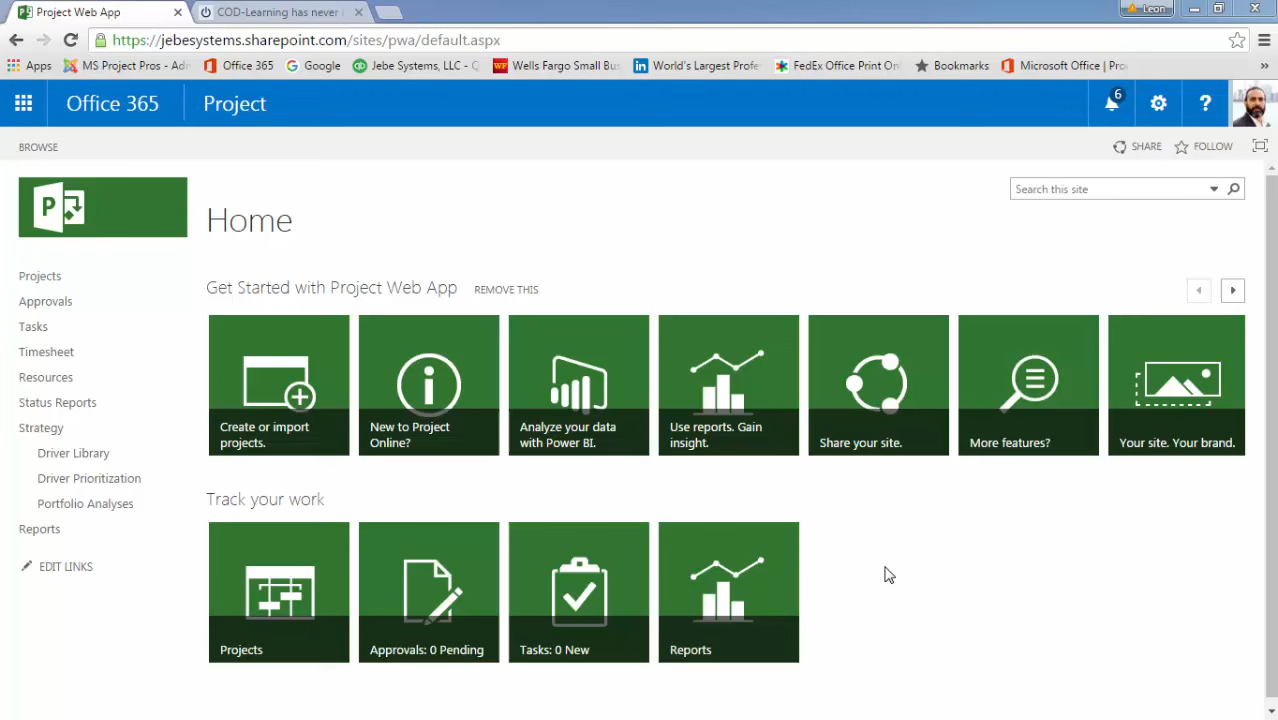 Project Web App
COD-Learning has never
Leon
https://jebesystems.sharepoint.com/sites/pwa/default.aspx
Apps
MS Project Pros - Adm
Office 365
Google
Jebe Systems, LLC - Q
Wells Fargo Small Bu
World's Largest Profe
FedEx Office Print On
Bookmarks
Microsoft Office | Pro
»
Office 365
Project
6
?
BROWSE
SHARE
FOLLOW
P
Home
Search this site
Projects
Approvals
Tasks
Timesheet
Resources
Status Reports
Strategy
Driver Library
Driver Prioritization
Portfolio Analyses
Reports
EDIT LINKS
Get Started with Project Web App
REMOVE THIS
Create or import
projects.
New to Project
Online?
Analyze your data
with Power BI.
Use reports. Gain
insight.
Share your site.
More features?
Your site. Your brand.
Track your work
Projects
Approvals: 0 Pending
Tasks: 0 New
Reports